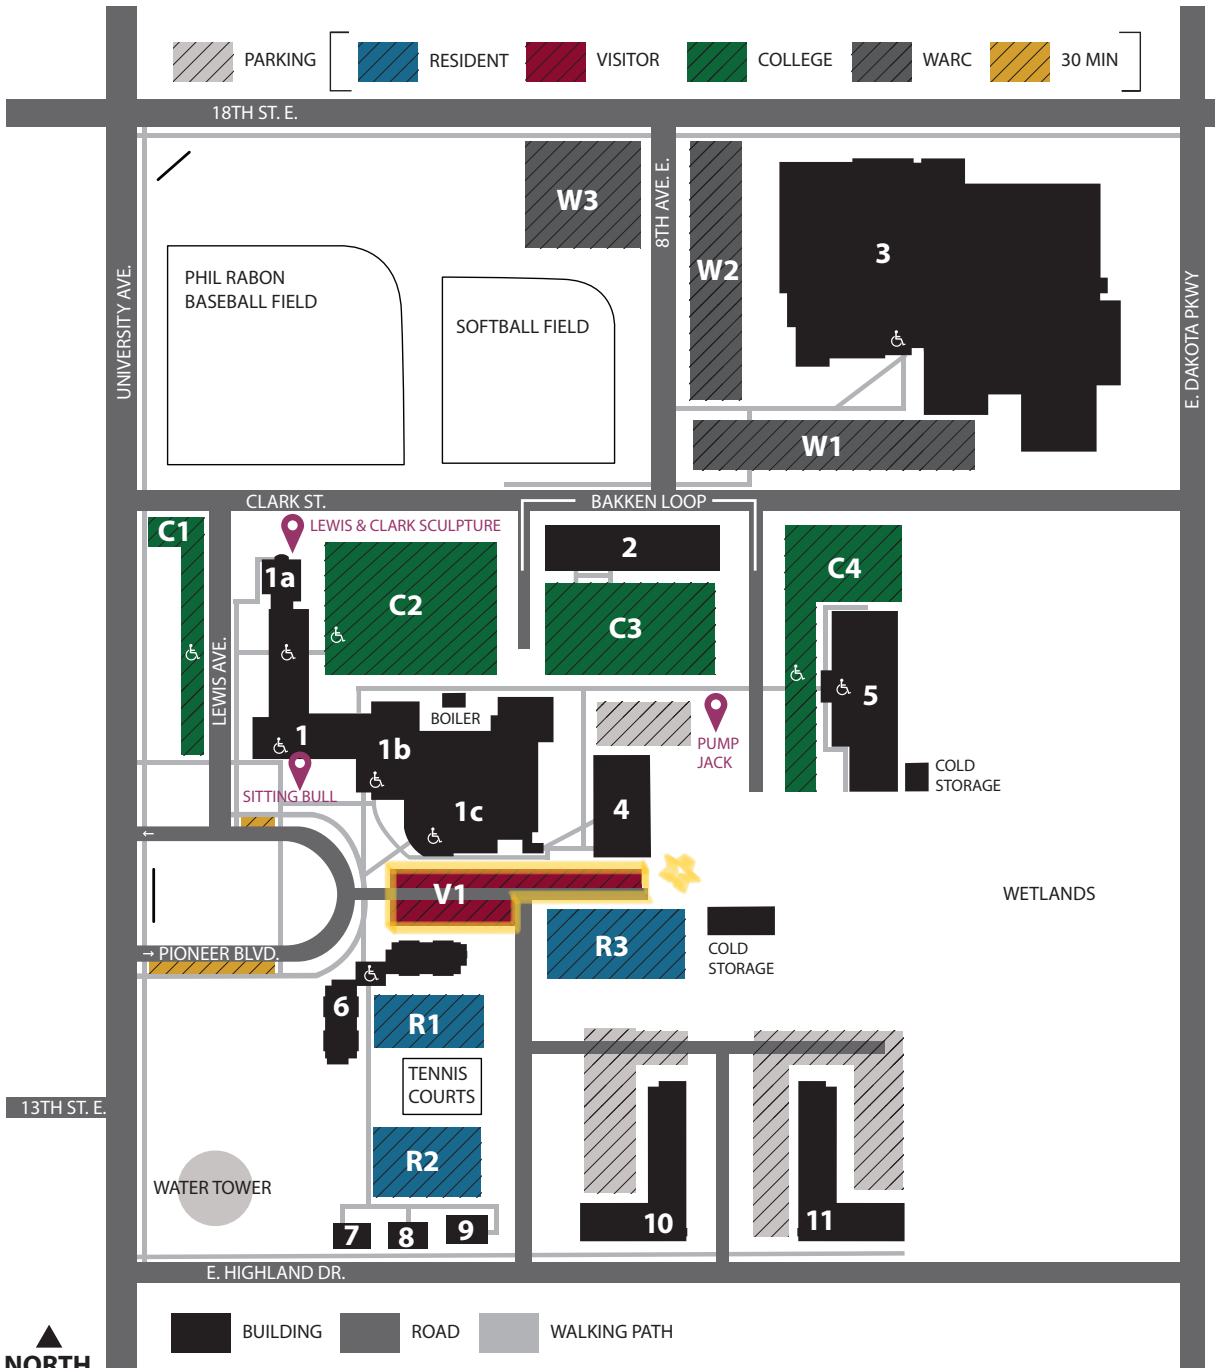 PARKING
RESIDENT
VISITOR
COLLEGE
WARC
30 MIN
18TH ST. E.
W3
8TH AVE. E.
W2
3
PHIL RABON
BASEBALL FIELD
SOFTBALL FIELD
UNIVERSITY AVE.
E. DAKOTA PKWY
W1
CLARK ST.
BAKKEN LOOP
C1
LEWIS & CLARK SCULPTURE
2
1a
C2
C3
C4
LEWIS AVE.
5
BOILER
1
1b
PUMP
JACK
SITTING BULL
COLD
STORAGE
1c
4
←
V1
WETLANDS
R3
COLD
STORAGE
→ PIONEER BLVD.
6
R1
TENNIS
COURTS
13TH ST. E.
R2
WATER TOWER
7
8
9
10
11
E. HIGHLAND DR.
BUILDING
ROAD
WALKING PATH
NORTH